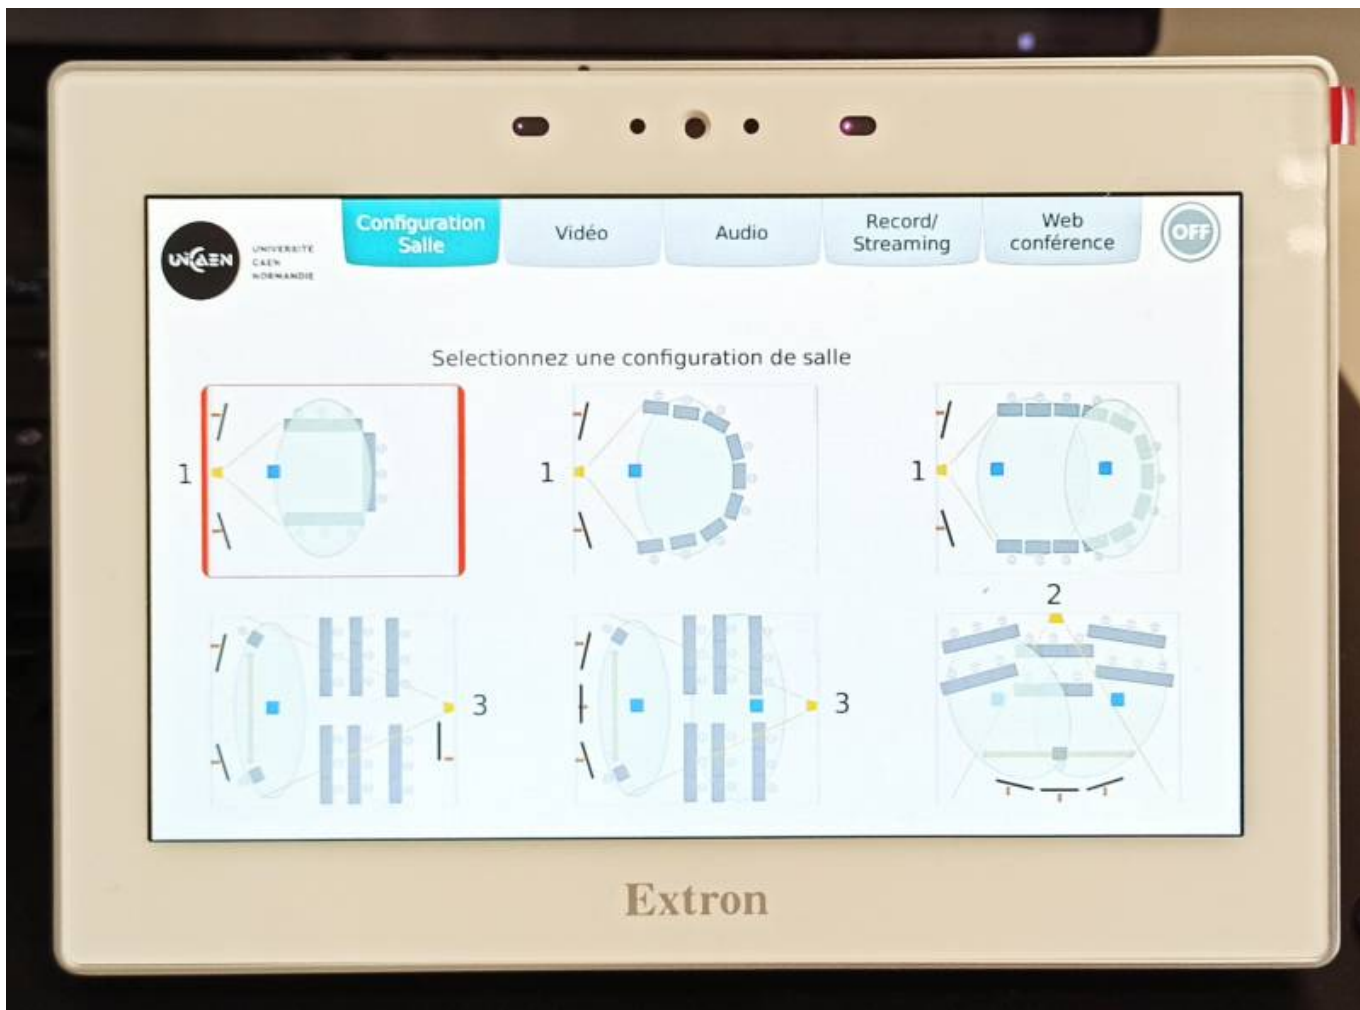 UNICAEN
UNIVERSITÉ
CAEN
NORMANDIE
Configuration
Salle
Vidéo
Audio
Record/
Streaming
Web
conférence
OFF
Selectionnez une configuration de salle
1
1
1
2
3
3
Extron